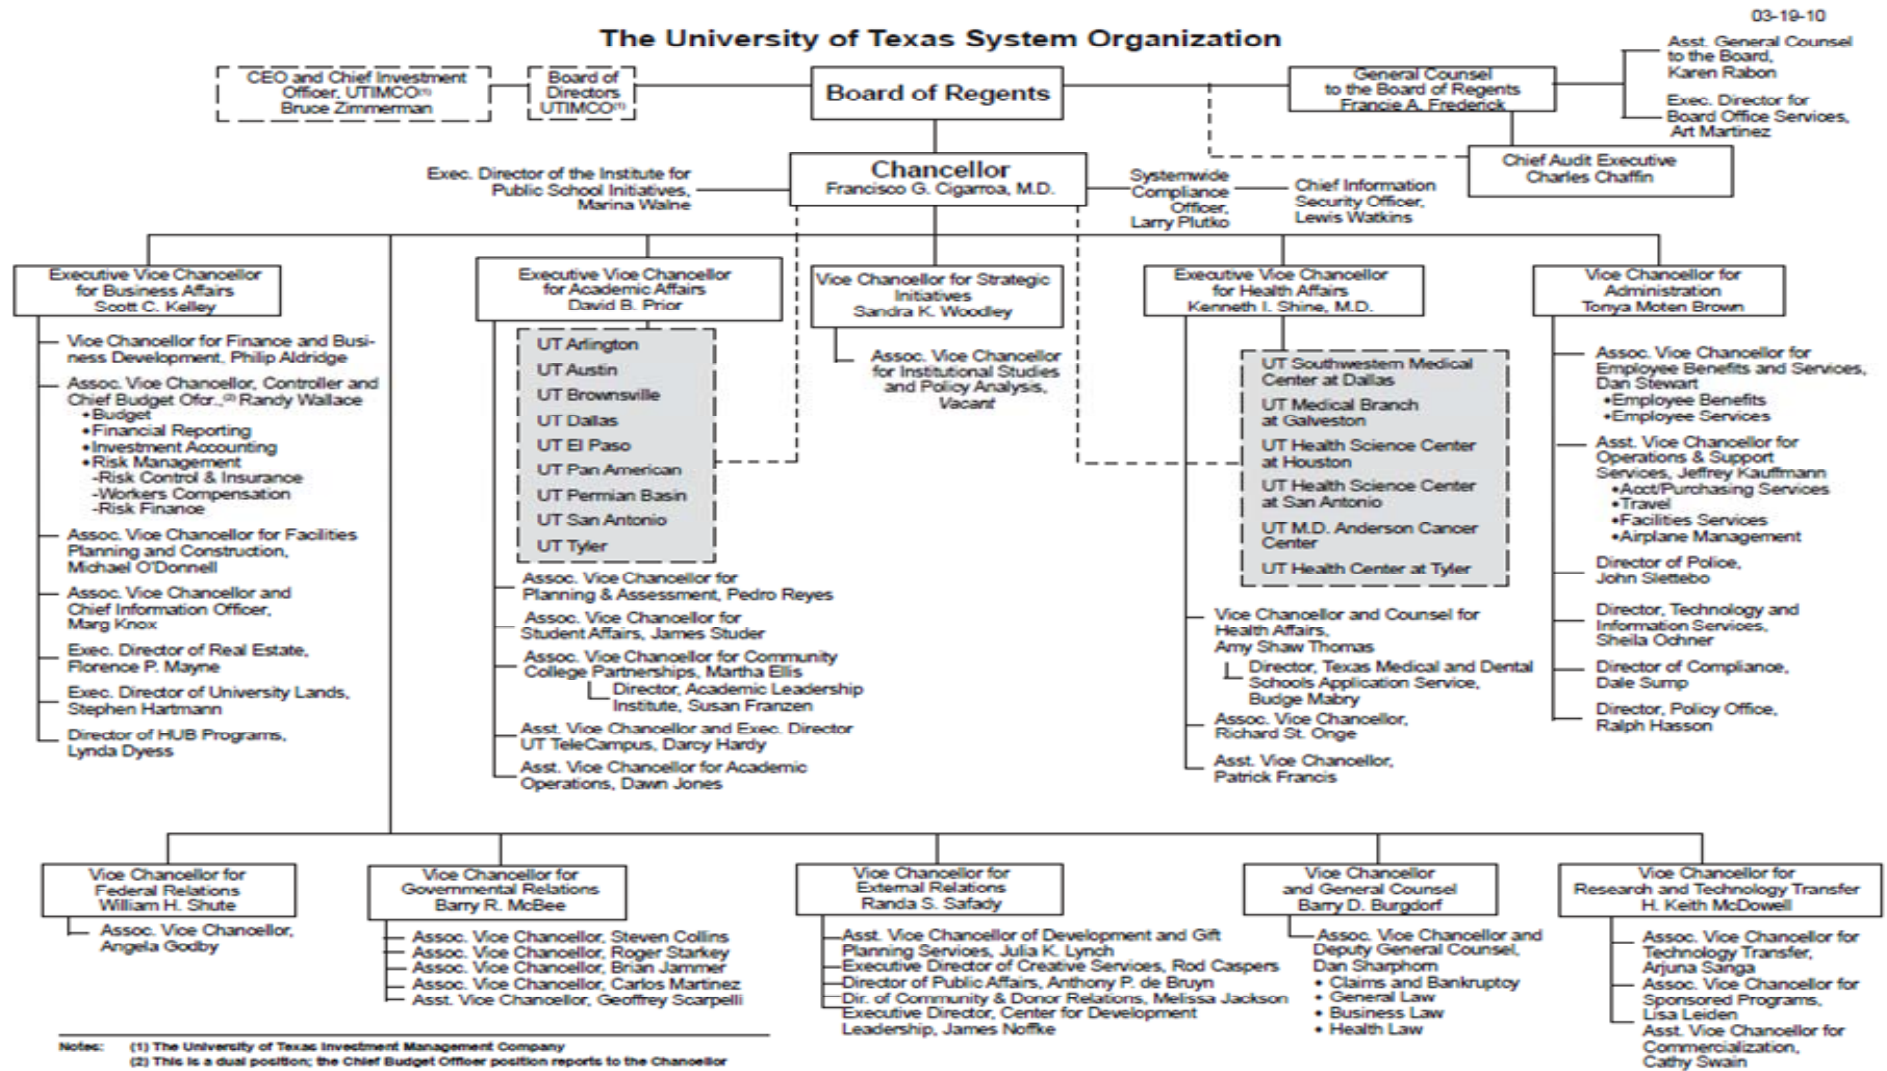 03-19-10
The University of Texas System Organization
CEO and Chief Investment
Officer, UTIMCO(1)
Bruce Zimmerman
Board of
Directors
UTIMCO(1)
Board of Regents
General Counsel
to the Board of Regents
Francie A. Frederick
Asst. General Counsel
to the Board,
Karen Rabon
Exec. Director for
Board Office Services,
Art Martinez
Chief Audit Executive
Charles Chaffin
Exec. Director of the Institute for
Public School Initiatives,
Marina Walne
Chancellor
Francisco G. Cigarroa, M.D.
Systemwide
Compliance
Officer,
Larry Plutko
Chief Information
Security Officer,
Lewis Watkins
Executive Vice Chancellor
for Business Affairs
Scott C. Kelley
Vice Chancellor for Finance and Busi-
ness Development, Philip Aldridge
Assoc. Vice Chancellor, Controller and
Chief Budget Ofcr.,(2) Randy Wallace
•Budget
•Financial Reporting
•Investment Accounting
•Risk Management
-Risk Control & Insurance
-Workers Compensation
-Risk Finance
Assoc. Vice Chancellor for Facilities
Planning and Construction,
Michael O'Donnell
Assoc. Vice Chancellor and
Chief Information Officer,
Marg Knox
Exec. Director of Real Estate,
Florence P. Mayne
Exec. Director of University Lands,
Stephen Hartmann
Director of HUB Programs,
Lynda Dyess
Executive Vice Chancellor
for Academic Affairs
David B. Prior
UT Arlington
UT Austin
UT Brownsville
UT Dallas
UT El Paso
UT Pan American
UT Permian Basin
UT San Antonio
UT Tyler
Assoc. Vice Chancellor for
Planning & Assessment, Pedro Reyes
Assoc. Vice Chancellor for
Student Affairs, James Studer
Assoc. Vice Chancellor for Community
College Partnerships, Martha Ellis
Director, Academic Leadership
Institute, Susan Franzen
Asst. Vice Chancellor and Exec. Director
UT TeleCampus, Darcy Hardy
Asst. Vice Chancellor for Academic
Operations, Dawn Jones
Vice Chancellor for Strategic
Initiatives
Sandra K. Woodley
Assoc. Vice Chancellor
for Institutional Studies
and Policy Analysis,
Vacant
Executive Vice Chancellor
for Health Affairs
Kenneth I. Shine, M.D.
UT Southwestern Medical
Center at Dallas
UT Medical Branch
at Galveston
UT Health Science Center
at Houston
UT Health Science Center
at San Antonio
UT M.D. Anderson Cancer
Center
UT Health Center at Tyler
Vice Chancellor and Counsel for
Health Affairs,
Amy Shaw Thomas
Director, Texas Medical and Dental
Schools Application Service,
Budge Mabry
Assoc. Vice Chancellor,
Richard St. Onge
Asst. Vice Chancellor,
Patrick Francis
Vice Chancellor for
Administration
Tonya Moten Brown
Assoc. Vice Chancellor for
Employee Benefits and Services,
Dan Stewart
•Employee Benefits
•Employee Services
Asst. Vice Chancellor for
Operations & Support
Services, Jeffrey Kauffmann
•Acct/Purchasing Services
•Travel
•Facilities Services
•Airplane Management
Director of Police,
John Slettebo
Director, Technology and
Information Services,
Sheila Ochner
Director of Compliance,
Dale Sump
Director, Policy Office,
Ralph Hasson
Vice Chancellor for
Federal Relations
William H. Shute
Assoc. Vice Chancellor,
Angela Godby
Vice Chancellor for
Governmental Relations
Barry R. McBee
Assoc. Vice Chancellor, Steven Collins
Assoc. Vice Chancellor, Roger Starkey
Assoc. Vice Chancellor, Brian Jammer
Assoc. Vice Chancellor, Carlos Martinez
Asst. Vice Chancellor, Geoffrey Scarpelli
Vice Chancellor for
External Relations
Randa S. Safady
Asst. Vice Chancellor of Development and Gift
Planning Services, Julia K. Lynch
Executive Director of Creative Services, Rod Caspers
Director of Public Affairs, Anthony P. de Bruyn
Dir. of Community & Donor Relations, Melissa Jackson
Executive Director, Center for Development
Leadership, James Noffke
Vice Chancellor
and General Counsel
Barry D. Burgdorf
Assoc. Vice Chancellor and
Deputy General Counsel,
Dan Sharphorn
• Claims and Bankruptcy
• General Law
• Business Law
• Health Law
Vice Chancellor for
Research and Technology Transfer
H. Keith McDowell
Assoc. Vice Chancellor for
Technology Transfer,
Arjuna Sanga
Assoc. Vice Chancellor for
Sponsored Programs,
Lisa Leiden
Asst. Vice Chancellor for
Commercialization,
Cathy Swain
Notes: (1) The University of Texas Investment Management Company
(2) This is a dual position; the Chief Budget Officer position reports to the Chancellor